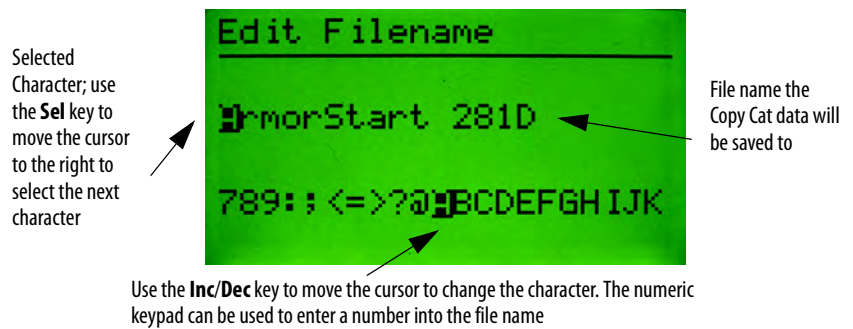 Edit Filename
Selected
Character; use
the Sel key to
move the cursor
to the right to
select the next
character
ArmorStart 281D
File name the
Copy Cat data will
be saved to
789:;<=>?@ABCDEFGHIJK
Use the Inc/Dec key to move the cursor to change the character. The numeric
keypad can be used to enter a number into the file name